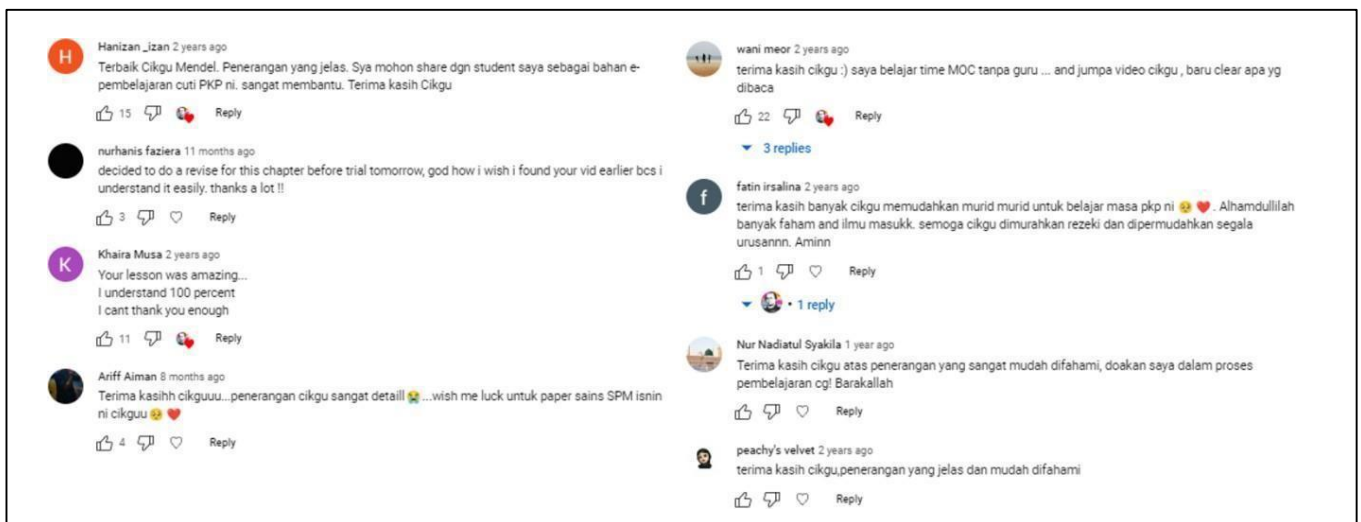 Hanizan _izan 2 years ago
Terbaik Cikgu Mendel. Penerangan yang jelas. Sya mohon share dgn student saya sebagai bahan e-
pembelajaran cuti PKP ni. sangat membantu. Terima kasih Cikgu
15 Reply
nurhanis faziera 11 months ago
decided to do a revise for this chapter before trial tomorrow, god how i wish i found your vid earlier bcs i
understand it easily. thanks a lot !!
3 Reply
Khaira Musa 2 years ago
Your lesson was amazing...
I understand 100 percent
I cant thank you enough
11 Reply
Ariff Aiman 8 months ago
Terima kasihh cikguuu...penerangan cikgu sangat detaill 😭...wish me luck untuk paper sains SPM isnin
ni cikguu 🥺 ❤️
4 Reply
wani meor 2 years ago
terima kasih cikgu :) saya belajar time MOC tanpa guru ... and jumpa video cikgu , baru clear apa yg
dibaca
22 Reply
3 replies
fatin irsalina 2 years ago
terima kasih banyak cikgu memudahkan murid murid untuk belajar masa pkp ni 🥺 ❤️ . Alhamdullilah
banyak faham and ilmu masukk. semoga cikgu dimurahkan rezeki dan dipermudahkan segala
urusannn. Aminn
1 Reply
• 1 reply
Nur Nadiatul Syakila 1 year ago
Terima kasih cikgu atas penerangan yang sangat mudah difahami, doakan saya dalam proses
pembelajaran cg! Barakallah
Reply
peachy's velvet 2 years ago
terima kasih cikgu,penerangan yang jelas dan mudah difahami
Reply